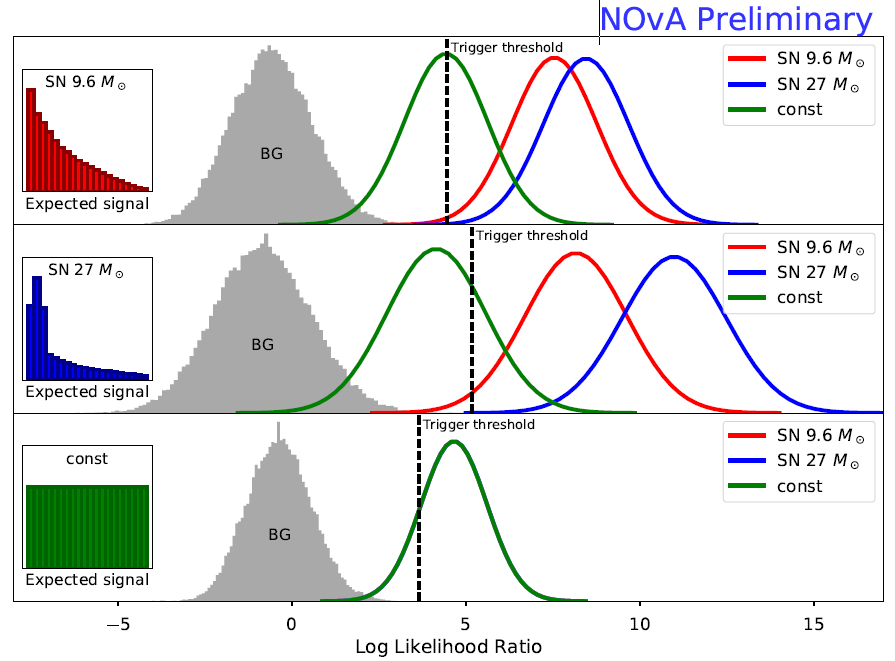 NOvA Preliminary
SN 9.6 M⊙
Expected signal
BG
Trigger threshold
SN 9.6 M⊙
SN 27 M⊙
const
SN 27 M⊙
Expected signal
BG
Trigger threshold
SN 9.6 M⊙
SN 27 M⊙
const
const
Expected signal
BG
Trigger threshold
SN 9.6 M⊙
SN 27 M⊙
const
−5 0 5 10 15
Log Likelihood Ratio